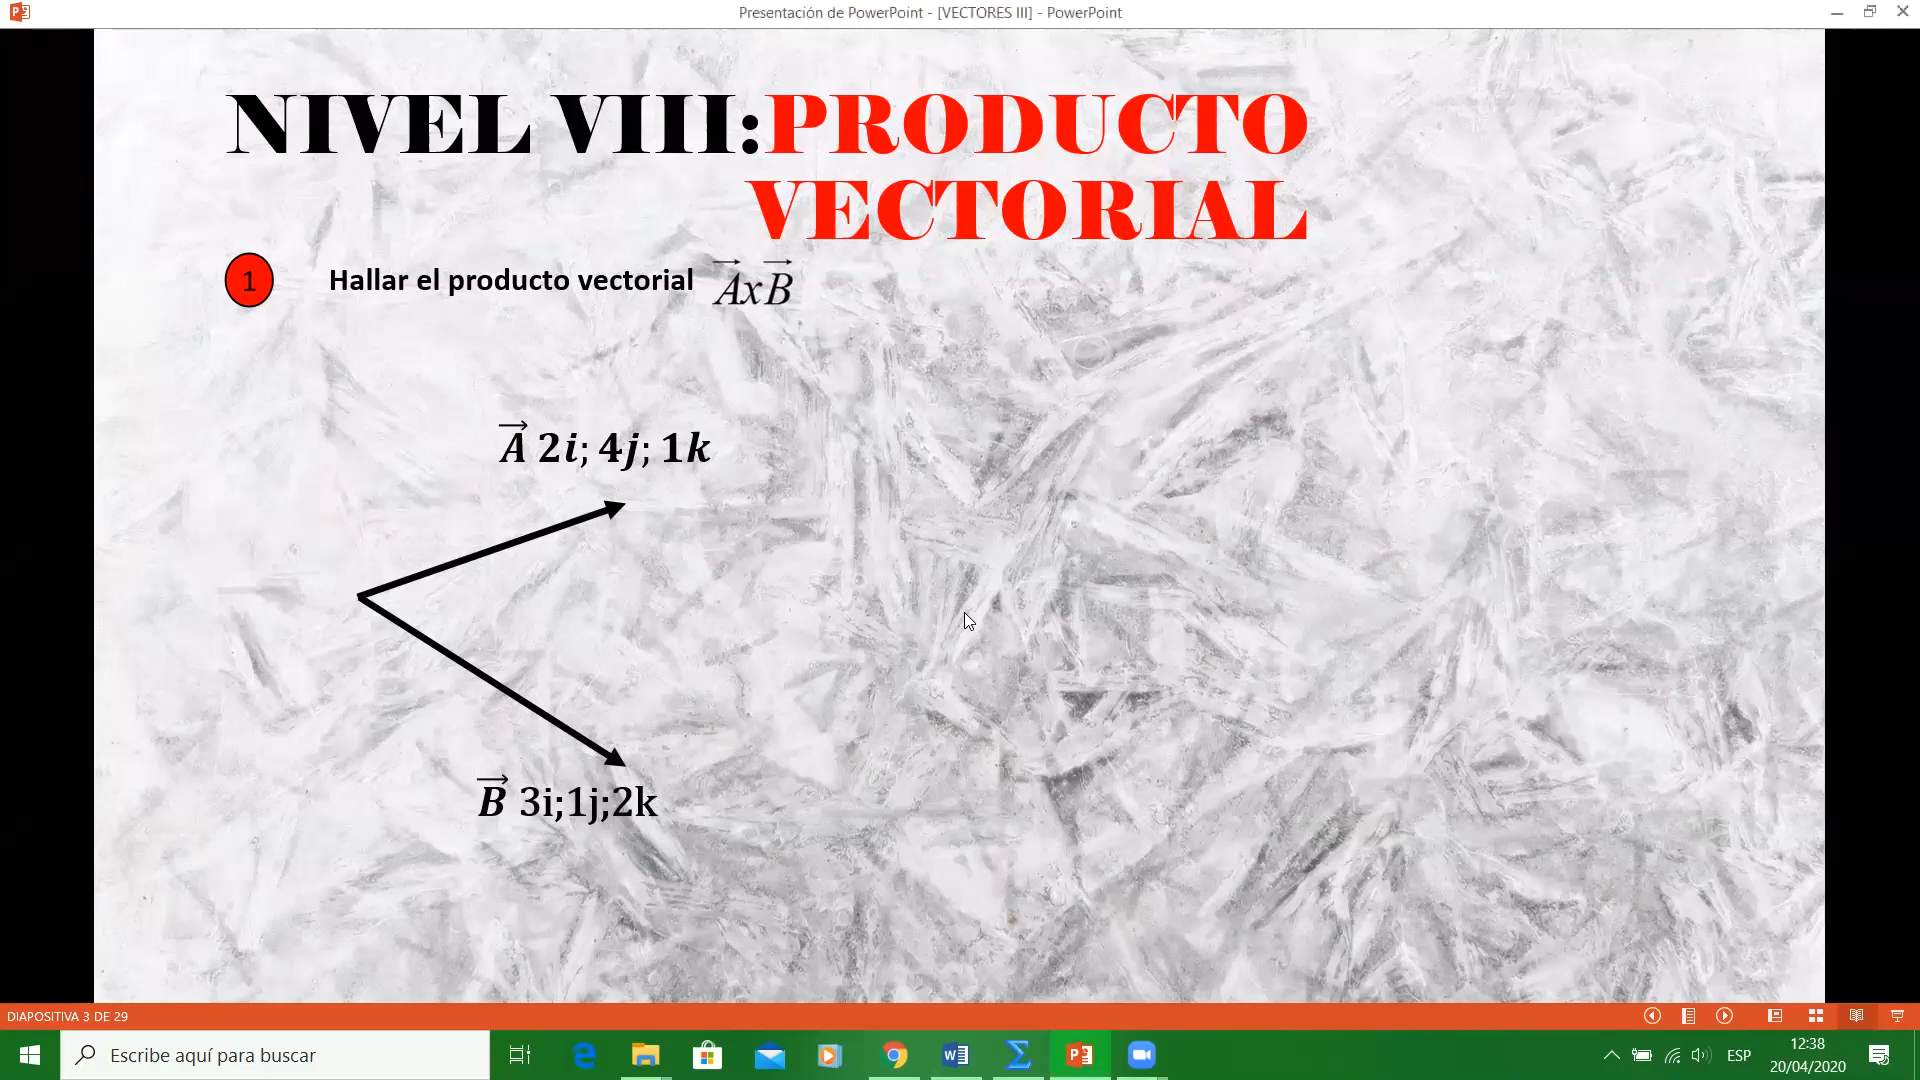 Presentación de PowerPoint - [VECTORES III] - PowerPoint
NIVEL VIII:PRODUCTO
VECTORIAL
1 Hallar el producto vectorial AxB
A 2i; 4j; 1k
B 3i;1j;2k
DIAPOSITIVA 3 DE 29
Escribe aquí para buscar
ESP
12:38
20/04/2020